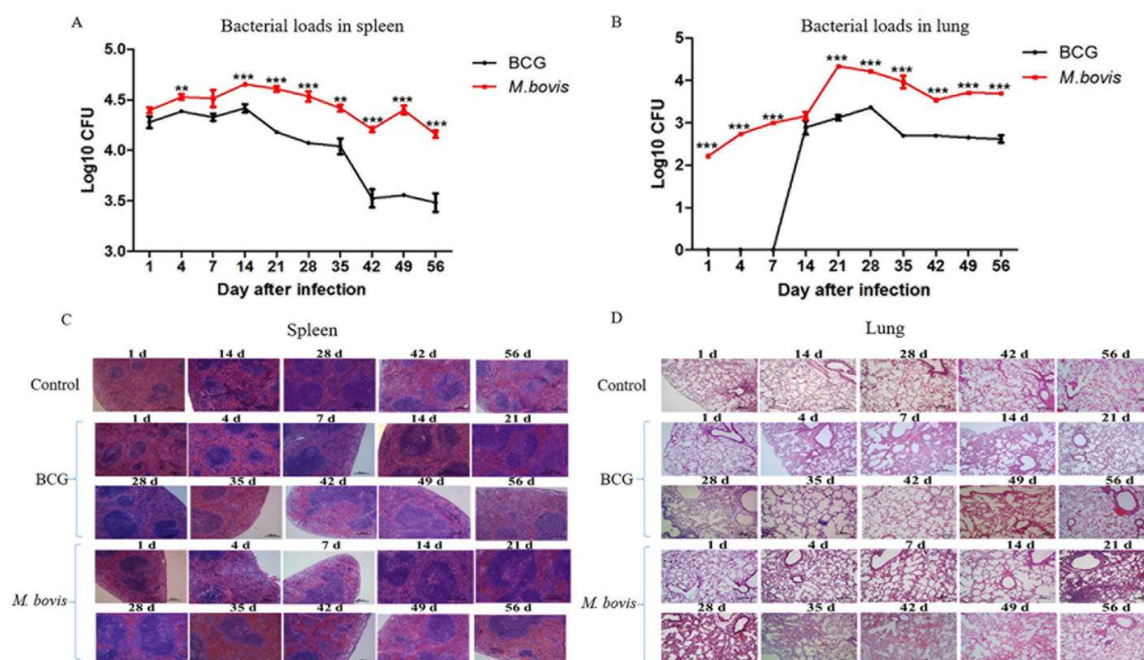 A
Bacterial loads in spleen
5.0
4.5
4.0
3.5
3.0
Log10 CFU
** *** *** *** ** *** *** ***
BCG
M.bovis
1 4 7 14 21 28 35 42 49 56
Day after infection
B
Bacterial loads in lung
5
4
3
2
1
0
Log10 CFU
*** *** *** *** *** *** *** *** ***
BCG
M.bovis
1 4 7 14 21 28 35 42 49 56
Day after infection
C
Spleen
1 d 14 d 28 d 42 d 56 d
Control
1 d 4 d 7 d 14 d 21 d
BCG
28 d 35 d 42 d 49 d 56 d
1 d 4 d 7 d 14 d 21 d
M. bovis
28 d 35 d 42 d 49 d 56 d
D
Lung
1 d 14 d 28 d 42 d 56 d
Control
1 d 4 d 7 d 14 d 21 d
BCG
28 d 35 d 42 d 49 d 56 d
1 d 4 d 7 d 14 d 21 d
M. bovis
28 d 35 d 42 d 49 d 56 d